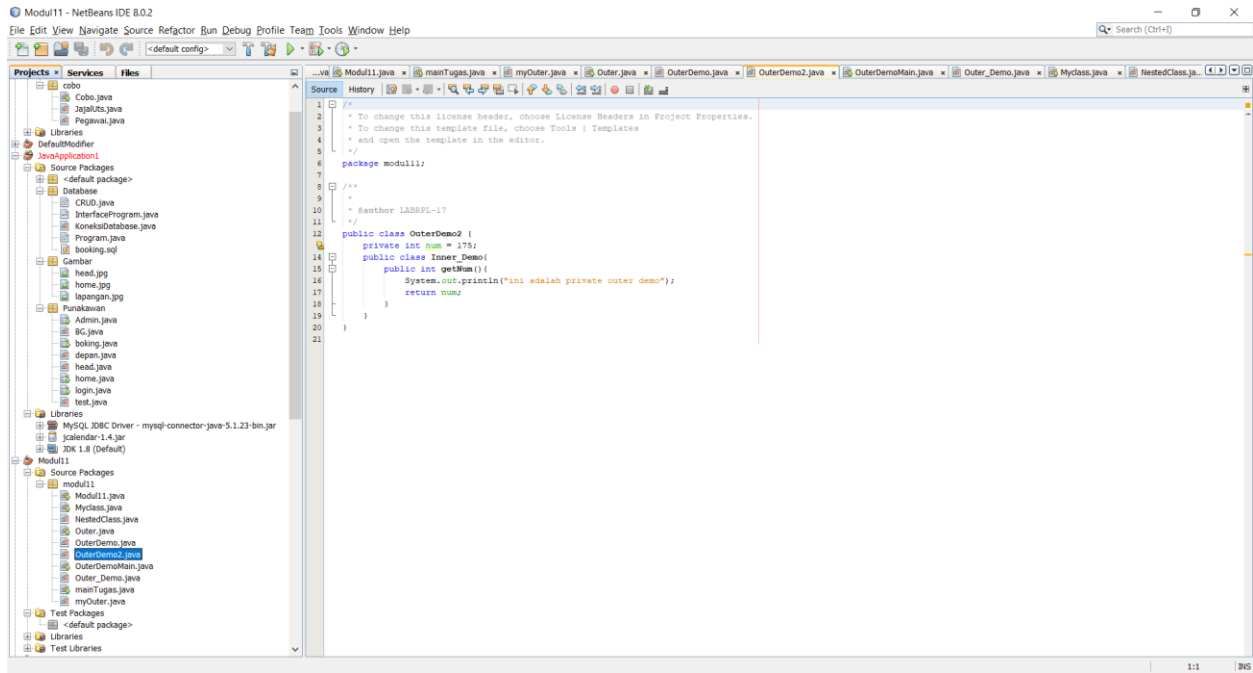 Modul11 - NetBeans IDE 8.0.2
File Edit View Navigate Source Refactor Run Debug Profile Team Tools Window Help
Search (Ctrl+I)
<default config>
Projects Services Files
...va Modul11.java mainTugas.java myOuter.java Outer.java OuterDemo.java OuterDemo2.java OuterDemoMain.java Outer_Demo.java Myclass.java NestedClass.ja...
Source History
cobo
Cobo.java
JajalUts.java
Pegawai.java
Libraries
DefaultModifier
JavaApplication1
Source Packages
<default package>
Database
CRUD.java
InterfaceProgram.java
KoneksiDatabase.java
Program.java
booking.sql
Gambar
head.jpg
home.jpg
lapangan.jpg
Punakawan
Admin.java
BG.java
boking.java
depan.java
head.java
home.java
login.java
test.java
Libraries
MySQL JDBC Driver - mysql-connector-java-5.1.23-bin.jar
jcalendar-1.4.jar
JDK 1.8 (Default)
Modul11
Source Packages
modul11
Modul11.java
Myclass.java
NestedClass.java
Outer.java
OuterDemo.java
OuterDemo2.java
OuterDemoMain.java
Outer_Demo.java
mainTugas.java
myOuter.java
Test Packages
<default package>
Libraries
Test Libraries
1 /*
2 * To change this license header, choose License Headers in Project Properties.
3 * To change this template file, choose Tools | Templates
4 * and open the template in the editor.
5 */
6 package modul11;
7
8 /**
9 *
10 * @author LABRPL-17
11 */
12 public class OuterDemo2 {
private int num = 175;
14 public class Inner_Demo{
15 public int getNum(){
16 System.out.println("ini adalah private outer demo");
17 return num;
18 }
19 }
20 }
21
1:1 INS